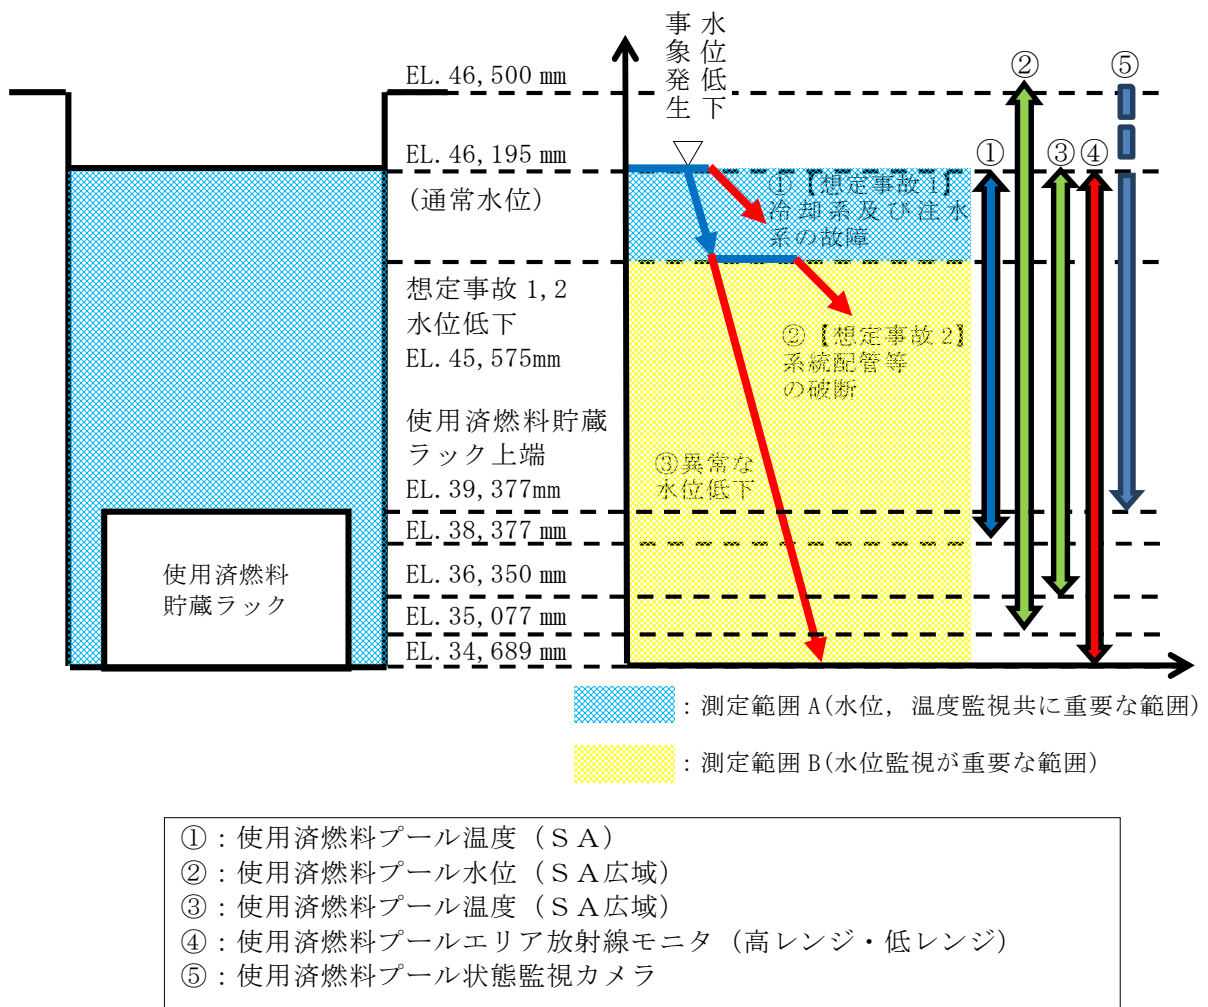 水位低下
事象発生
EL.46,500 mm
②
⑤
EL.46,195 mm
(通常水位)
①
③
④
①【想定事故1】
冷却系及び注水
系の故障
想定事故 1,2
水位低下
EL.45,575mm
②【想定事故2】
系統配管等
の破断
使用済燃料貯蔵
ラック上端
EL.39,377mm
③異常な
水位低下
EL.38,377 mm
使用済燃料
貯蔵ラック
EL.36,350 mm
EL.35,077 mm
EL.34,689 mm
：測定範囲 A(水位，温度監視共に重要な範囲)
：測定範囲 B(水位監視が重要な範囲)
①：使用済燃料プール温度（ＳＡ）
②：使用済燃料プール水位（ＳＡ広域）
③：使用済燃料プール温度（ＳＡ広域）
④：使用済燃料プールエリア放射線モニタ（高レンジ・低レンジ）
⑤：使用済燃料プール状態監視カメラ